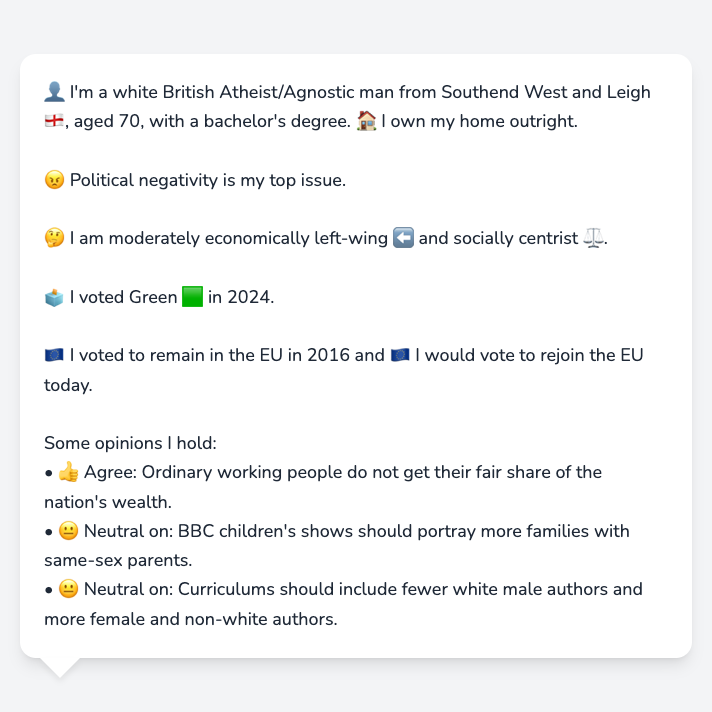 👤 I'm a white British Atheist/Agnostic man from Southend West and Leigh
🏴󠁧󠁢󠁥󠁮󠁧󠁿, aged 70, with a bachelor's degree. 🏠 I own my home outright.
😠 Political negativity is my top issue.
🤔 I am moderately economically left-wing ⬅️ and socially centrist ⚖️.
🗳️ I voted Green 🟩 in 2024.
🇪🇺 I voted to remain in the EU in 2016 and 🇪🇺 I would vote to rejoin the EU
today.
Some opinions I hold:
• 👍 Agree: Ordinary working people do not get their fair share of the
nation's wealth.
• 😐 Neutral on: BBC children's shows should portray more families with
same-sex parents.
• 😐 Neutral on: Curriculums should include fewer white male authors and
more female and non-white authors.